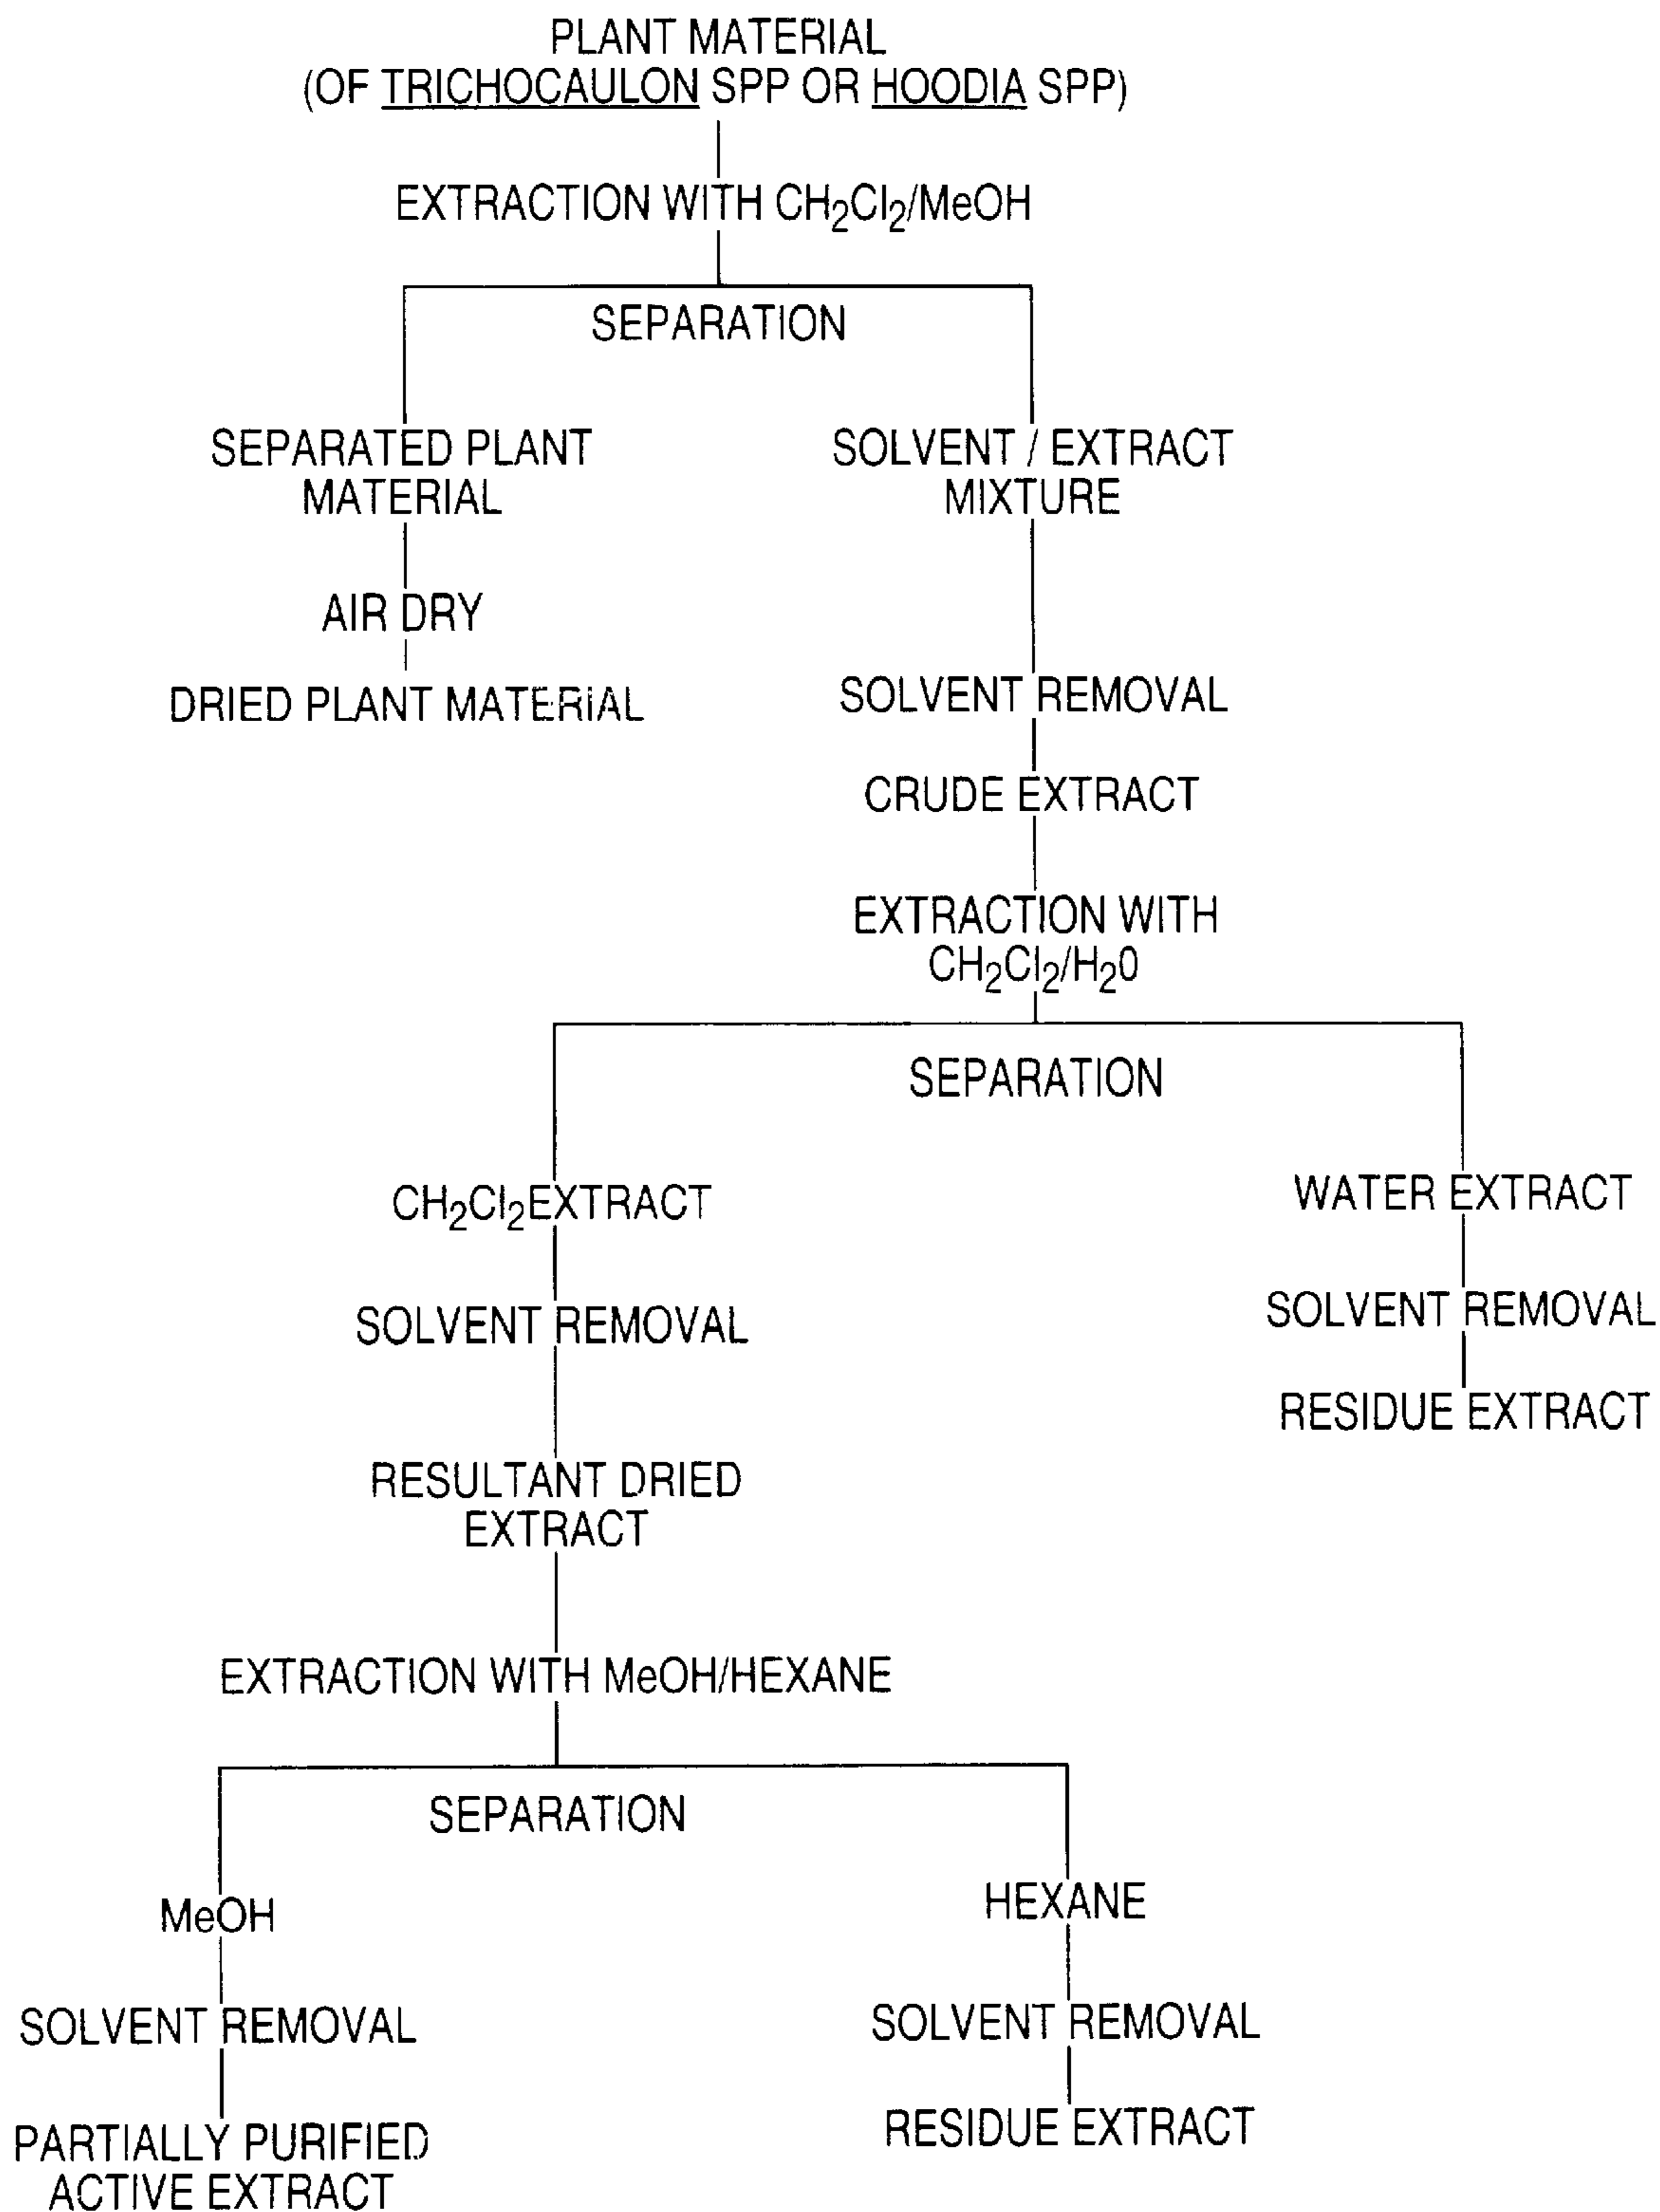 PLANT MATERIAL
(OF TRICHOCAULON SPP OR HOODIA SPP)
EXTRACTION WITH CH₂Cl₂/MeOH
SEPARATION
SEPARATED PLANT
MATERIAL
SOLVENT / EXTRACT
MIXTURE
AIR DRY
DRIED PLANT MATERIAL
SOLVENT REMOVAL
CRUDE EXTRACT
EXTRACTION WITH
CH₂Cl₂/H₂0
SEPARATION
CH₂Cl₂EXTRACT
WATER EXTRACT
SOLVENT REMOVAL
SOLVENT REMOVAL
RESIDUE EXTRACT
RESULTANT DRIED
EXTRACT
EXTRACTION WITH MeOH/HEXANE
SEPARATION
MeOH
HEXANE
SOLVENT REMOVAL
SOLVENT REMOVAL
PARTIALLY PURIFIED
ACTIVE EXTRACT
RESIDUE EXTRACT